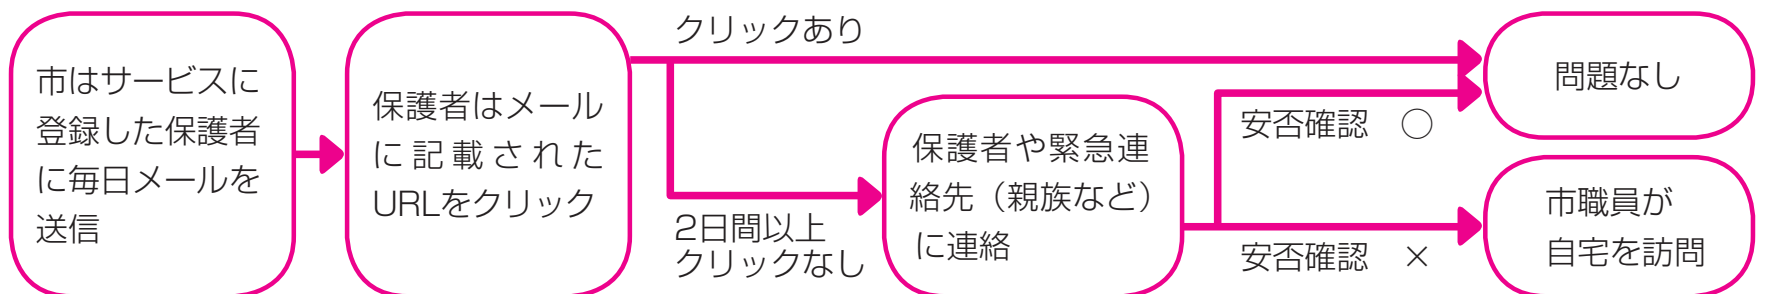 市はサービスに
登録した保護者
に毎日メールを
送信
保護者はメール
に記載された
URLをクリック
クリックあり
2日間以上
クリックなし
保護者や緊急連
絡先（親族など）
に連絡
安否確認　○
安否確認　×
問題なし
市職員が
自宅を訪問